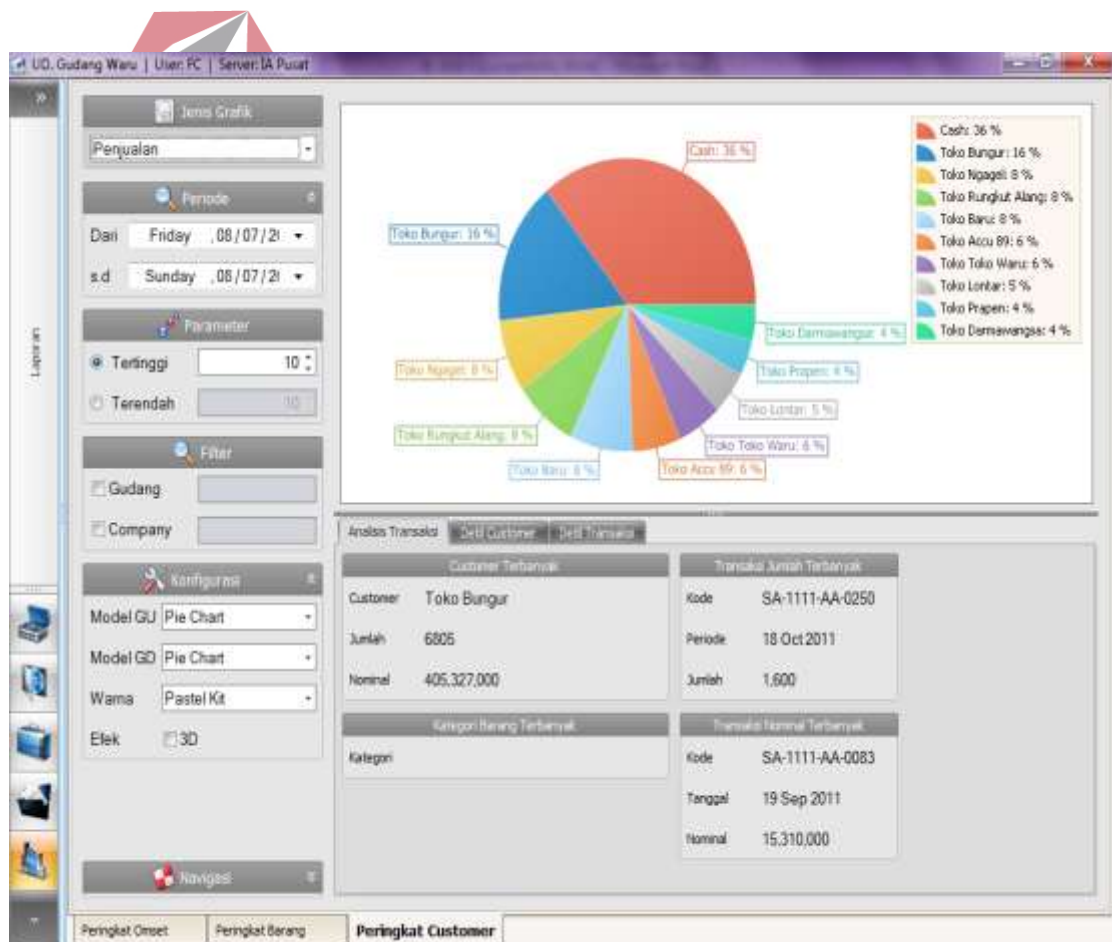 UD. Gudang Waru | User: FC | Server: IA Pusat
Laporan
Jenis Grafik
Penjualan
Periode
Dari Friday , 08/07/2
s.d Sunday , 08/07/2
Parameter
Tertinggi 10
Terendah 10
Filter
Gudang
Company
Konfigurasi
Model GU Pie Chart
Model GD Pie Chart
Warna Pastel Kit
Efek 3D
Navigasi
Cash: 36 %
Toko Bungur: 16 %
Toko Ngagel: 8 %
Toko Rungkut Alang: 8 %
Toko Baru: 8 %
Toko Accu 89: 6 %
Toko Toko Waru: 6 %
Toko Lontar: 5 %
Toko Prapen: 4 %
Toko Darmawangsa: 4 %
Cash: 36 %
Toko Bungur: 16 %
Toko Ngagel: 8 %
Toko Rungkut Alang: 8 %
Toko Baru: 8 %
Toko Accu 89: 6 %
Toko Toko Waru: 6 %
Toko Lontar: 5 %
Toko Prapen: 4 %
Toko Darmawangsa: 4 %
Analisis Transaksi Detil Customer Detil Transaksi
Customer Terbanyak
Customer Toko Bungur
Jumlah 6805
Nominal 405,327,000
Kategori Barang Terbanyak
Kategori
Transaksi Jumlah Terbanyak
Kode SA-1111-AA-0250
Periode 18 Oct 2011
Jumlah 1,600
Transaksi Nominal Terbanyak
Kode SA-1111-AA-0083
Tanggal 19 Sep 2011
Nominal 15,310,000
Peringkat Omset Peringkat Barang Peringkat Customer